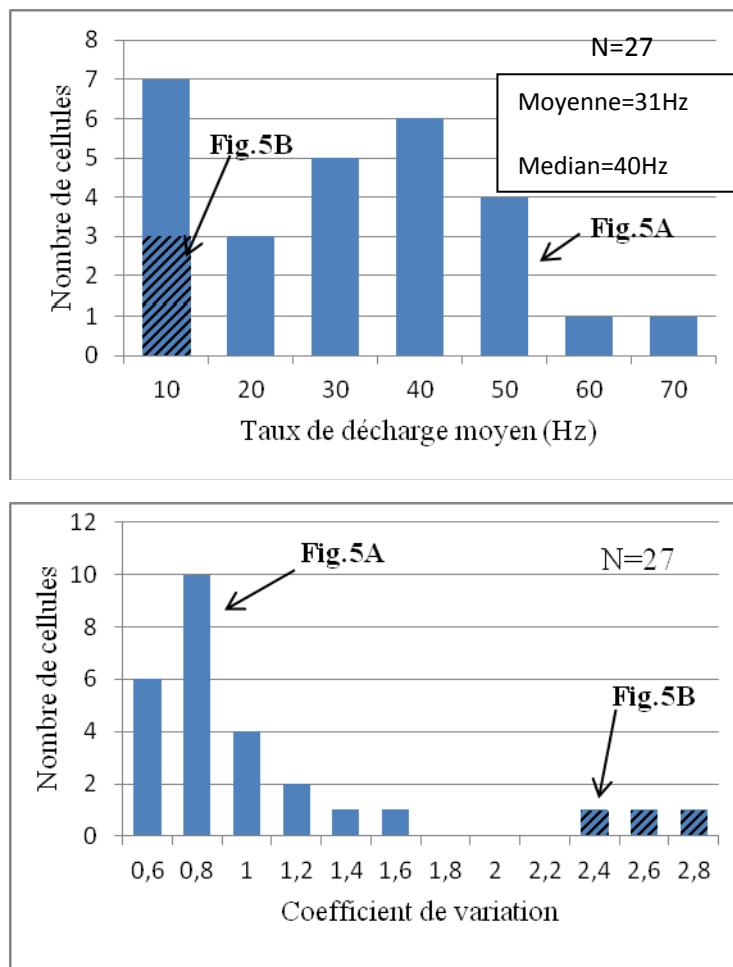 N=27
Moyenne=31Hz
Median=40Hz
Nombre de cellules
8
7
6
5
4
3
2
1
0
Fig.5B
Fig.5A
10 20 30 40 50 60 70
Taux de décharge moyen (Hz)
Nombre de cellules
12
10
8
6
4
2
0
Fig.5A
N=27
Fig.5B
0,6 0,8 1 1,2 1,4 1,6 1,8 2 2,2 2,4 2,6 2,8
Coefficient de variation